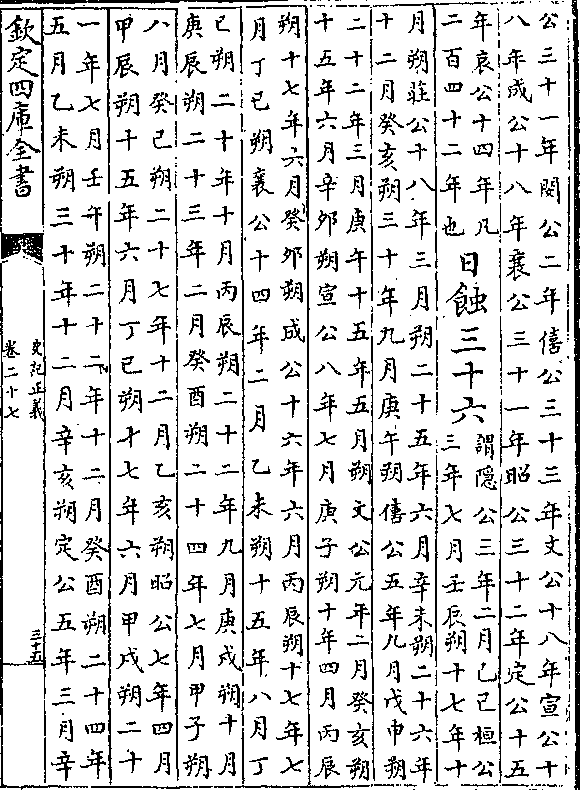 公三十一年閔公二年僖公三十三年文公十八年宣公十
八年成公十八年襄公三十一年昭公三十二年定公十五
年哀公十四年凡
二百四十二年也
日蝕三十六
謂隠公三年二月己巳桓公
三年七月壬辰朔十七年十
月朔莊公十八年三月朔二十五年六月辛未朔二十六年
十二月癸亥朔三十年九月庚午朔僖公五年九月戊申朔
二十二年三月庚午十五年五月朔文公元年二月癸亥朔
十五年六月辛夘朔宣公八年七月庚子朔十年四月丙辰
朔十七年六月癸夘朔成公十六年六月丙辰朔十七年七
月丁巳朔襄公十四年二月乙未朔十五年八月丁
巳朔二十年十月丙辰朔二十二年九月庚戌朔十月
庚辰朔二十三年二月癸酉朔二十四年七月甲子朔
八月癸巳朔二十七年十二月乙亥朔昭公七年四月
甲辰朔十五年六月丁巳朔十七年六月甲戌朔二十
一年七月壬午朔二十二年十二月癸酉朔二十四年
五月乙未朔三十年十二月辛亥朔定公五年三月辛
欽定四庫全書
史記正義
卷二十七
三十五